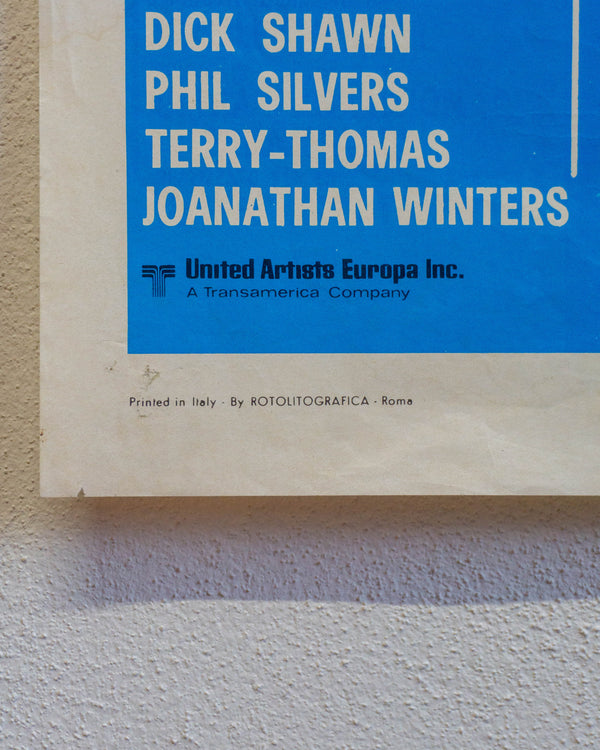 DICK SHAWN
PHIL SILVERS
TERRY-THOMAS
JOANATHAN WINTERS
United Artists Europa Inc.
A Transamerica Company
Printed in Italy - By ROTOLITOGRAFICA - Roma